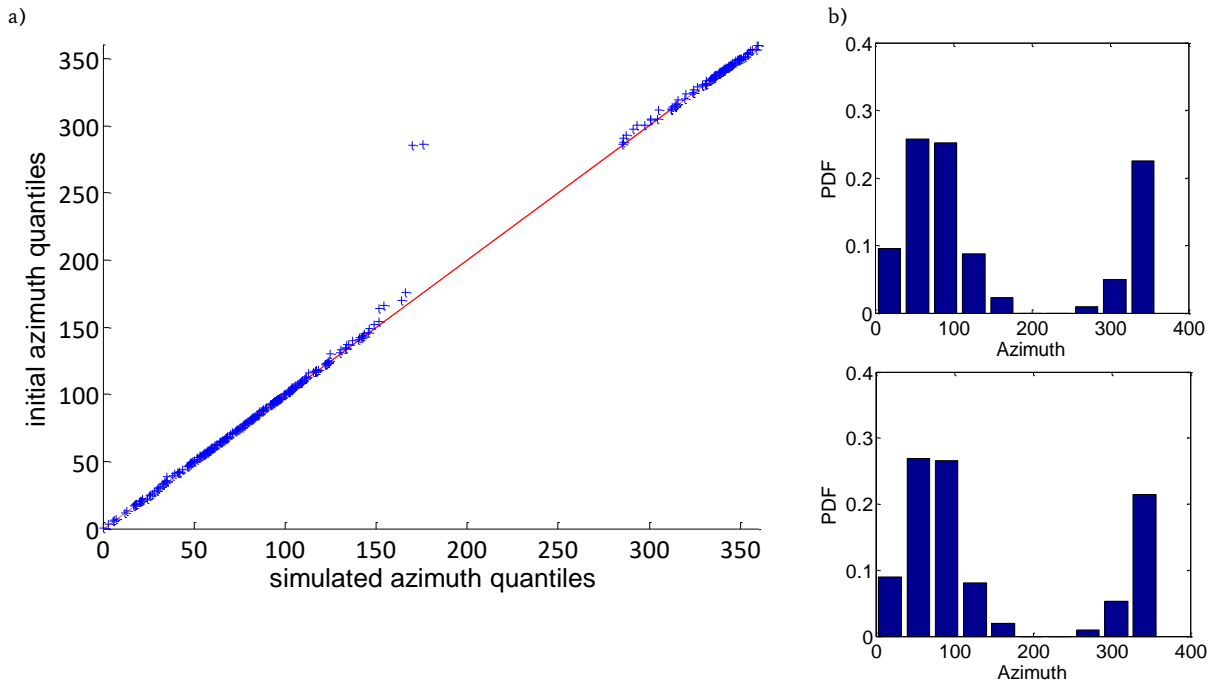 a)
b)
initial azimuth quantiles
350
300
250
200
150
100
50
0
0 50 100 150 200 250 300 350
simulated azimuth quantiles
PDF
0.4
0.3
0.2
0.1
0
0 100 200 300 400
Azimuth
PDF
0.4
0.3
0.2
0.1
0
0 100 200 300 400
Azimuth